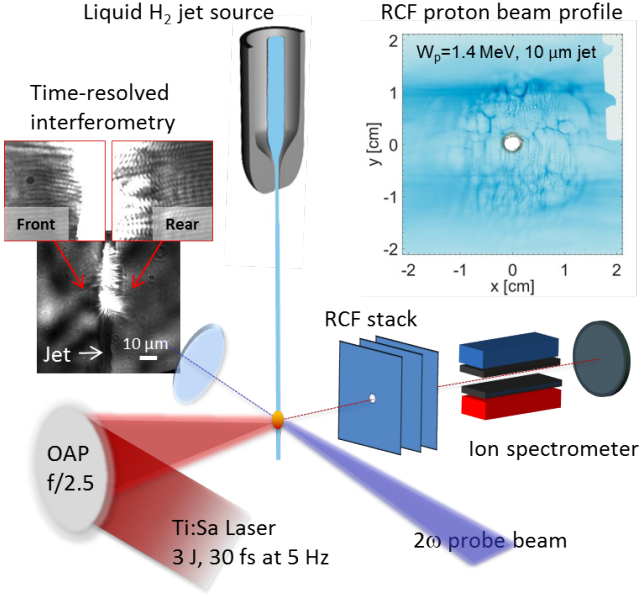 Liquid H₂ jet source
RCF proton beam profile
Time-resolved
interferometry
Front
Rear
Jet →
10 μm
Wₚ=1.4 MeV, 10 μm jet
2
1
0
-1
-2
y [cm]
-2
-1
0
1
2
x [cm]
RCF stack
Ion spectrometer
OAP
f/2.5
Ti:Sa Laser
3 J, 30 fs at 5 Hz
2ω probe beam